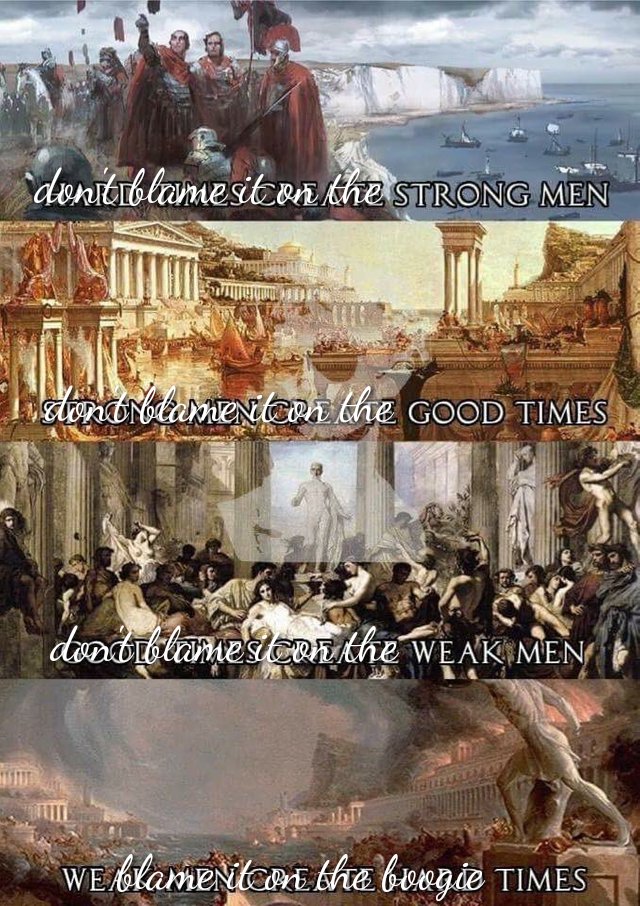 don't blame it on the STRONG MEN
don't blame it on the GOOD TIMES
don't blame it on the WEAK MEN
blame it on the boogie TIMES